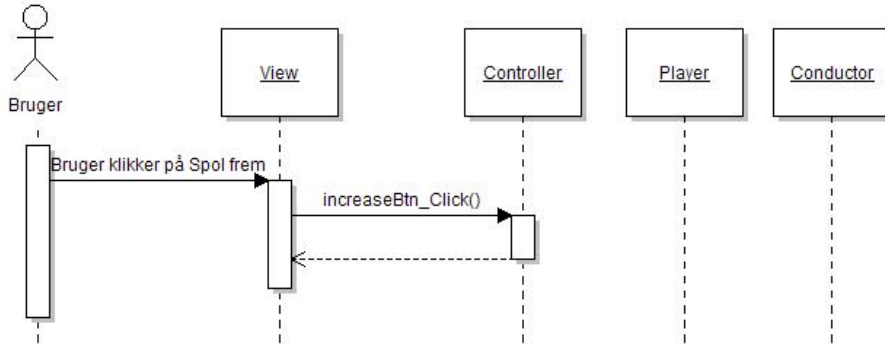 Bruger
View
Controller
Player
Conductor
Bruger klikker på Spol frem
increaseBtn_Click()